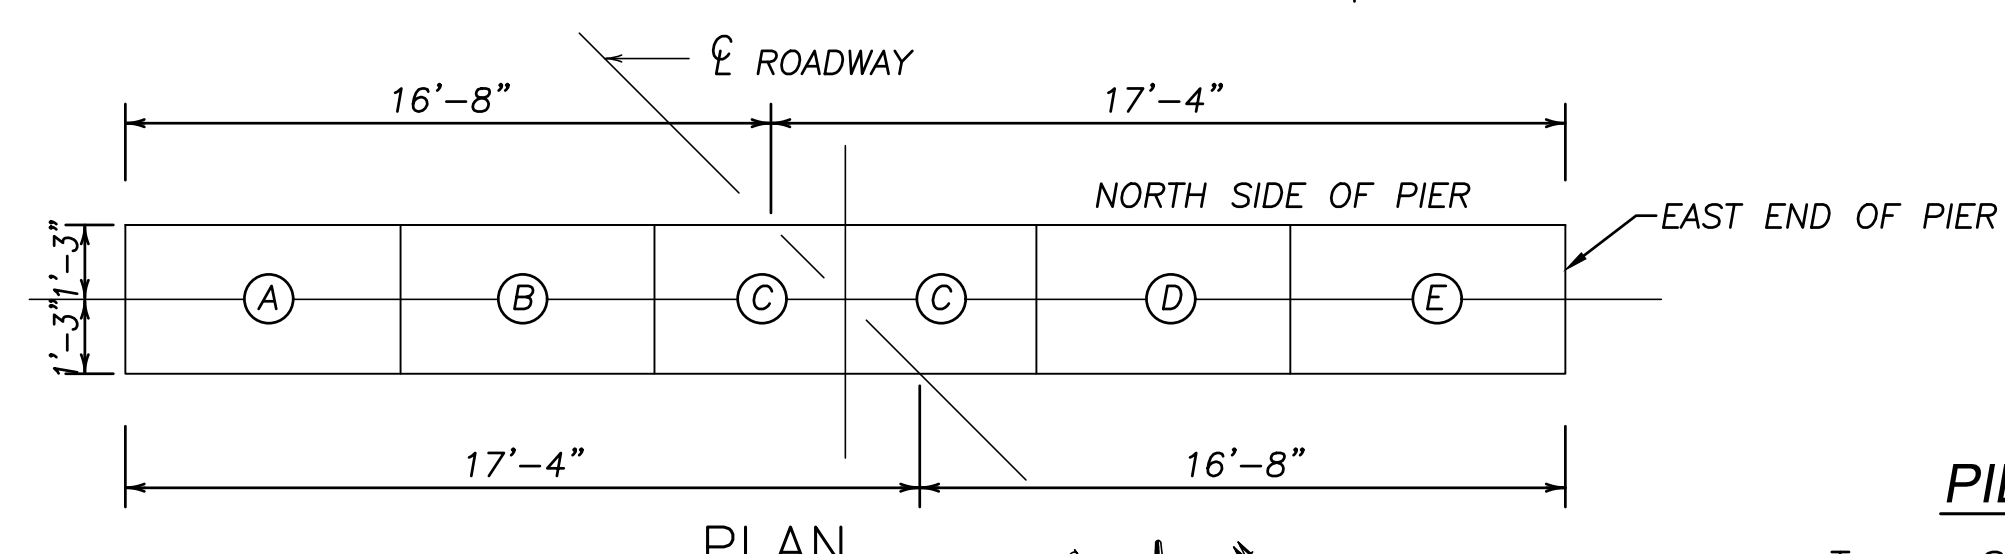 ℄ ROADWAY
16'-8"
17'-4"
NORTH SIDE OF PIER
EAST END OF PIER
1'-3"
1'-3"
A B C C D E
17'-4"
16'-8"
PLAN